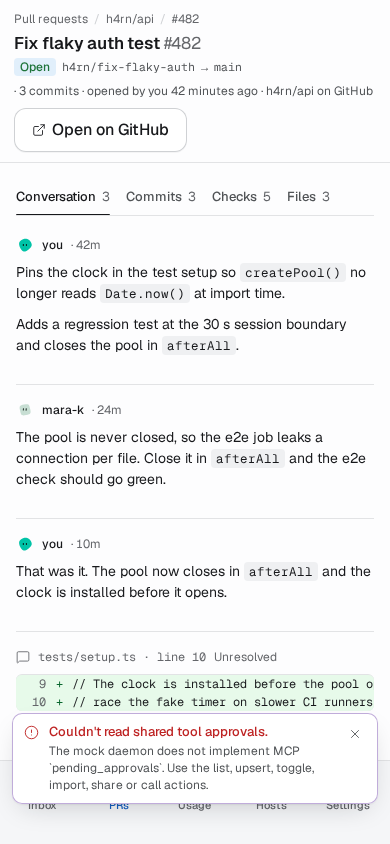 Pull requests / h4rn/api / #482
Fix flaky auth test #482
Open h4rn/fix-flaky-auth → main
· 3 commits · opened by you 42 minutes ago · h4rn/api on GitHub
Open on GitHub
Conversation 3 Commits 3 Checks 5 Files 3
you · 42m
Pins the clock in the test setup so createPool() no
longer reads Date.now() at import time.
Adds a regression test at the 30 s session boundary
and closes the pool in afterAll.
mara-k · 24m
The pool is never closed, so the e2e job leaks a
connection per file. Close it in afterAll and the e2e
check should go green.
you · 10m
That was it. The pool now closes in afterAll and the
clock is installed before it opens.
tests/setup.ts · line 10 Unresolved
9 + // The clock is installed before the pool o
10 + // race the fake timer on slower CI runners
Couldn't read shared tool approvals.
The mock daemon does not implement MCP
`pending_approvals`. Use the list, upsert, toggle,
import, share or call actions.
Inbox PRs Usage Hosts Settings